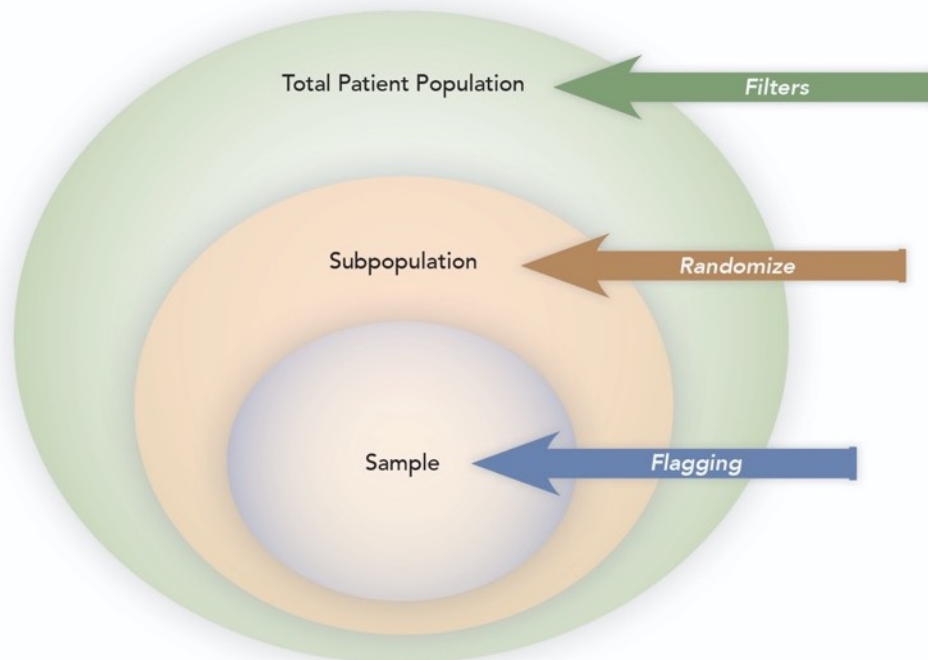 Total Patient Population
Filters
Subpopulation
Randomize
Sample
Flagging